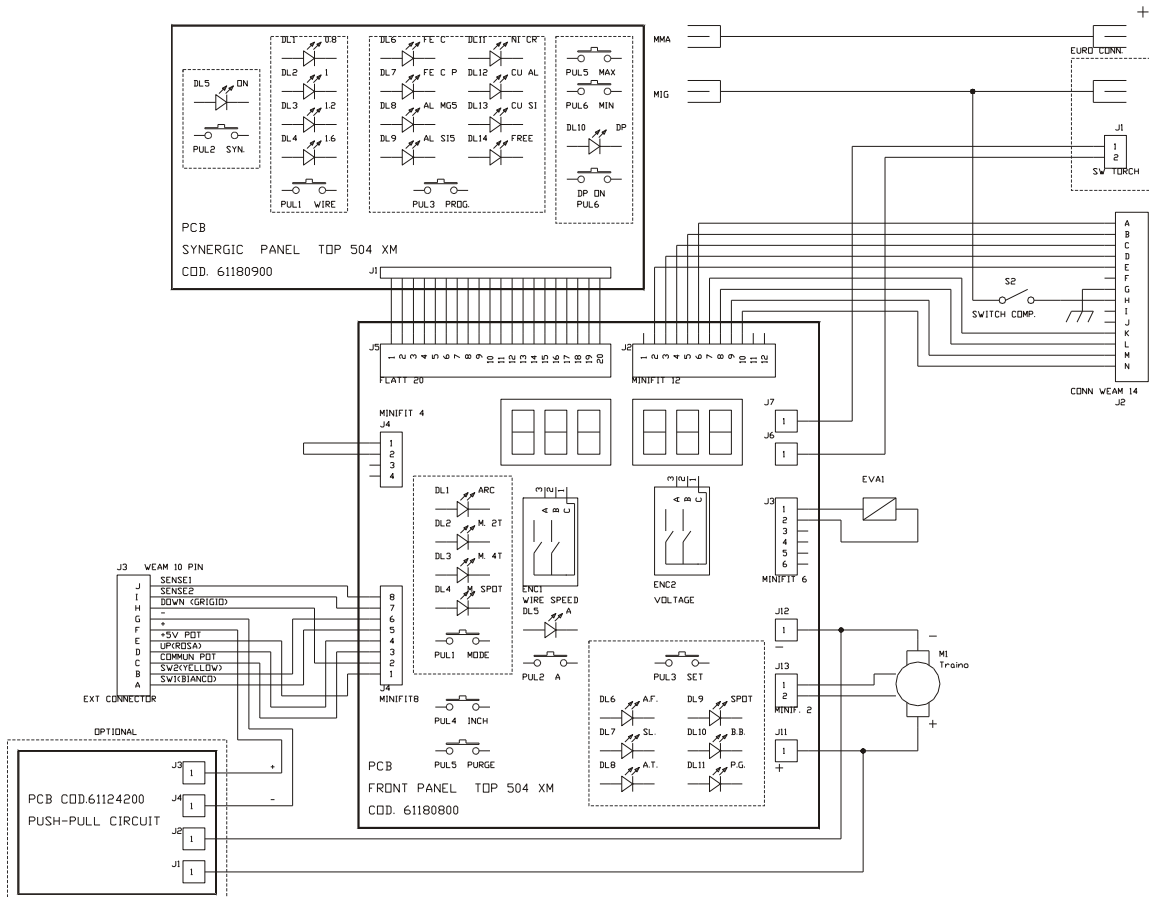 +
MMA
EURO CONN.
MIG
DL5 ON
PUL2 SYN.
DL1 0.8
DL2 1
DL3 1.2
DL4 1.6
PUL1 WIRE
DL6 FE C
DL7 FE C P
DL8 AL MG5
DL9 AL SI5
DL11 NI CR
DL12 CU AL
DL13 CU SI
DL14 FREE
PUL3 PROG.
PUL5 MAX
PUL6 MIN
DL10 DP
DP ON
PUL6
PCB
SYNERGIC PANEL TOP 504 XM
COD. 61180900
J1
J1
1
2
SW TORCH
A
B
C
D
E
F
G
H
I
J
K
L
M
N
S2
SWITCH COMP.
CONN WEAM 14
J2
J5
1 2 3 4 5 6 7 8 9 10 11 12 13 14 15 16 17 18 19 20
FLATT 20
J2
1 2 3 4 5 6 7 8 9 10 11 12
MINIFIT 12
MINIFIT 4
J4
1
2
3
4
J7
1
J6
1
DL1 ARC
DL2 M. 2T
DL3 M. 4T
DL4 M. SPOT
PUL1 MODE
3 2 1
A B C
ENC1
WIRE SPEED
DL5 A
PUL2 A
3 2 1
A B C
ENC2
VOLTAGE
J3
1
2
3
4
5
6
MINIFIT 6
EVA1
J12
1
-
J13
1
2
MINIF. 2
J11
1
+
-
M1
Traino
+
J3 WEAM 10 PIN
J SENSE1
I SENSE2
H DOWN (GRIGIO)
G -
F +
E +5V POT
D UP(ROSA)
C COMMUN POT
B SW2(YELLOW)
A SW1(BIANCO)
EXT CONNECTOR
8
7
6
5
4
3
2
1
J4
MINIFIT8
PUL4 INCH
PUL5 PURGE
PUL3 SET
DL6 A.F.
DL7 SL.
DL8 A.T.
DL9 SPOT
DL10 B.B.
DL11 P.G.
PCB
FRONT PANEL TOP 504 XM
COD. 61180800
OPTIONAL
PCB COD.61124200
PUSH-PULL CIRCUIT
J3 1 +
J4 1 -
J2 1
J1 1